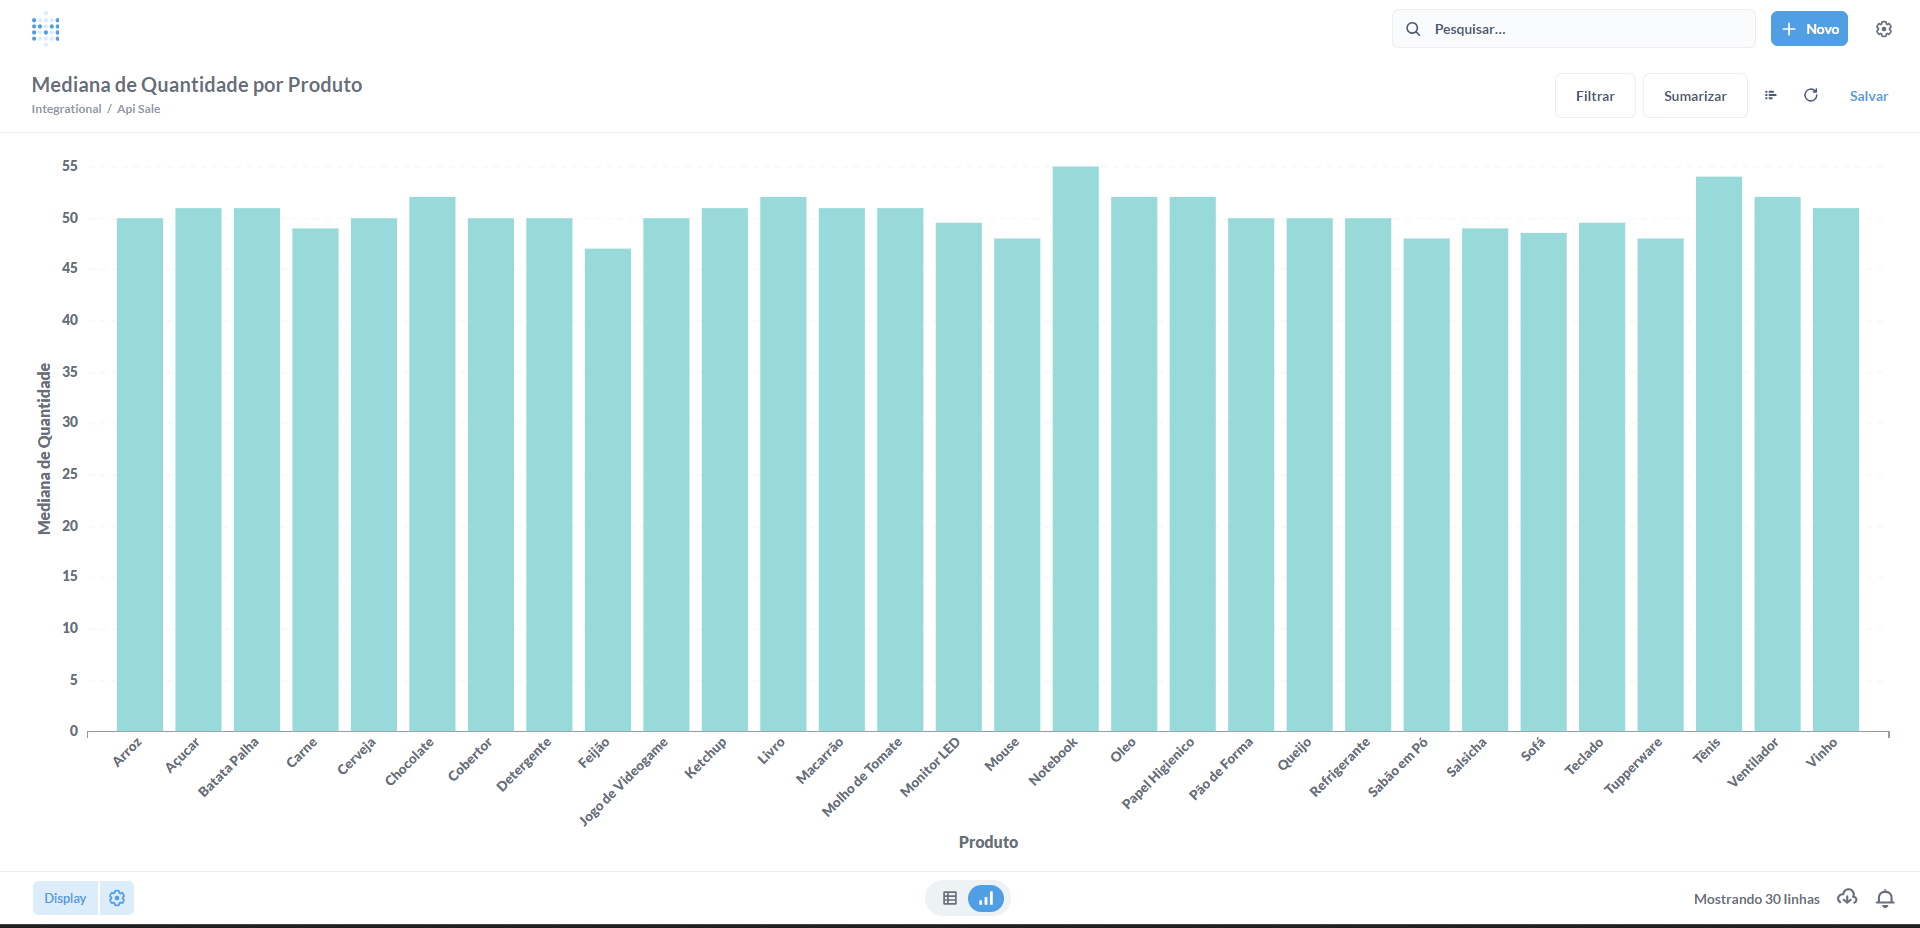 Pesquisar...
Novo
Mediana de Quantidade por Produto
Integrational / Api Sale
Filtrar
Sumarizar
Salvar
55
50
45
40
35
30
25
20
15
10
5
0
Mediana de Quantidade
Arroz
Açucar
Batata Palha
Carne
Cerveja
Chocolate
Cobertor
Detergente
Feijão
Jogo de Videogame
Ketchup
Livro
Macarrão
Molho de Tomate
Monitor LED
Mouse
Notebook
Oleo
Papel Higienico
Pão de Forma
Queijo
Refrigerante
Sabão em Pó
Salsicha
Sofá
Teclado
Tupperware
Tênis
Ventilador
Vinho
Produto
Display
Mostrando 30 linhas